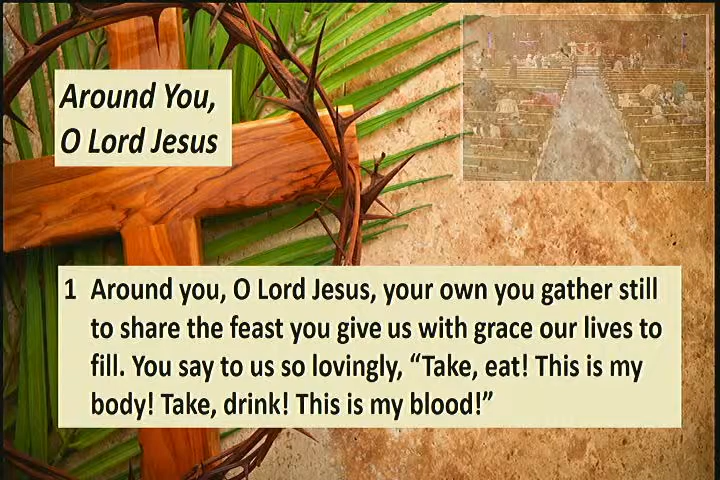 Around You,
O Lord Jesus
1 Around you, O Lord Jesus, your own you gather still
to share the feast you give us with grace our lives to
fill. You say to us so lovingly, “Take, eat! This is my
body! Take, drink! This is my blood!”